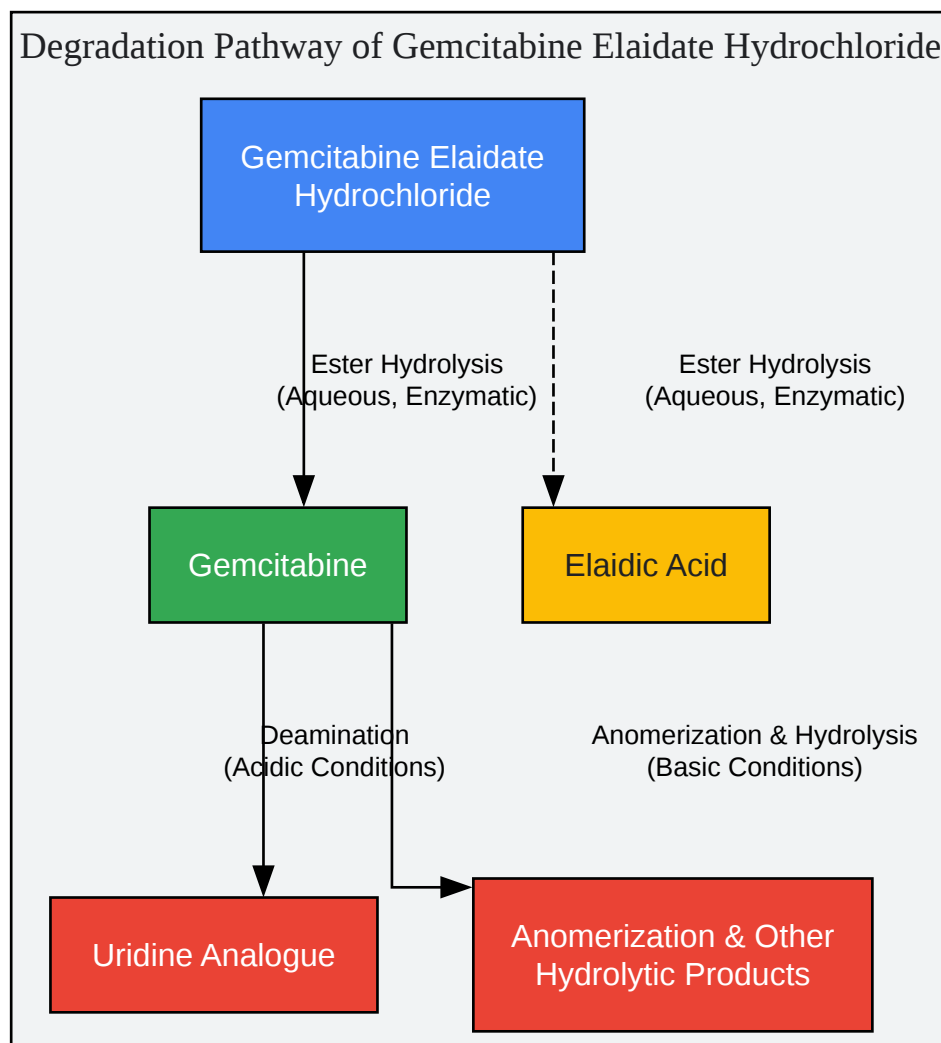 Degradation Pathway of Gemcitabine Elaidate Hydrochloride
Gemcitabine Elaidate
Hydrochloride
Ester Hydrolysis
(Aqueous, Enzymatic)
Ester Hydrolysis
(Aqueous, Enzymatic)
Gemcitabine
Elaidic Acid
Deamination
(Acidic Conditions)
Anomerization & Hydrolysis
(Basic Conditions)
Uridine Analogue
Anomerization & Other
Hydrolytic Products